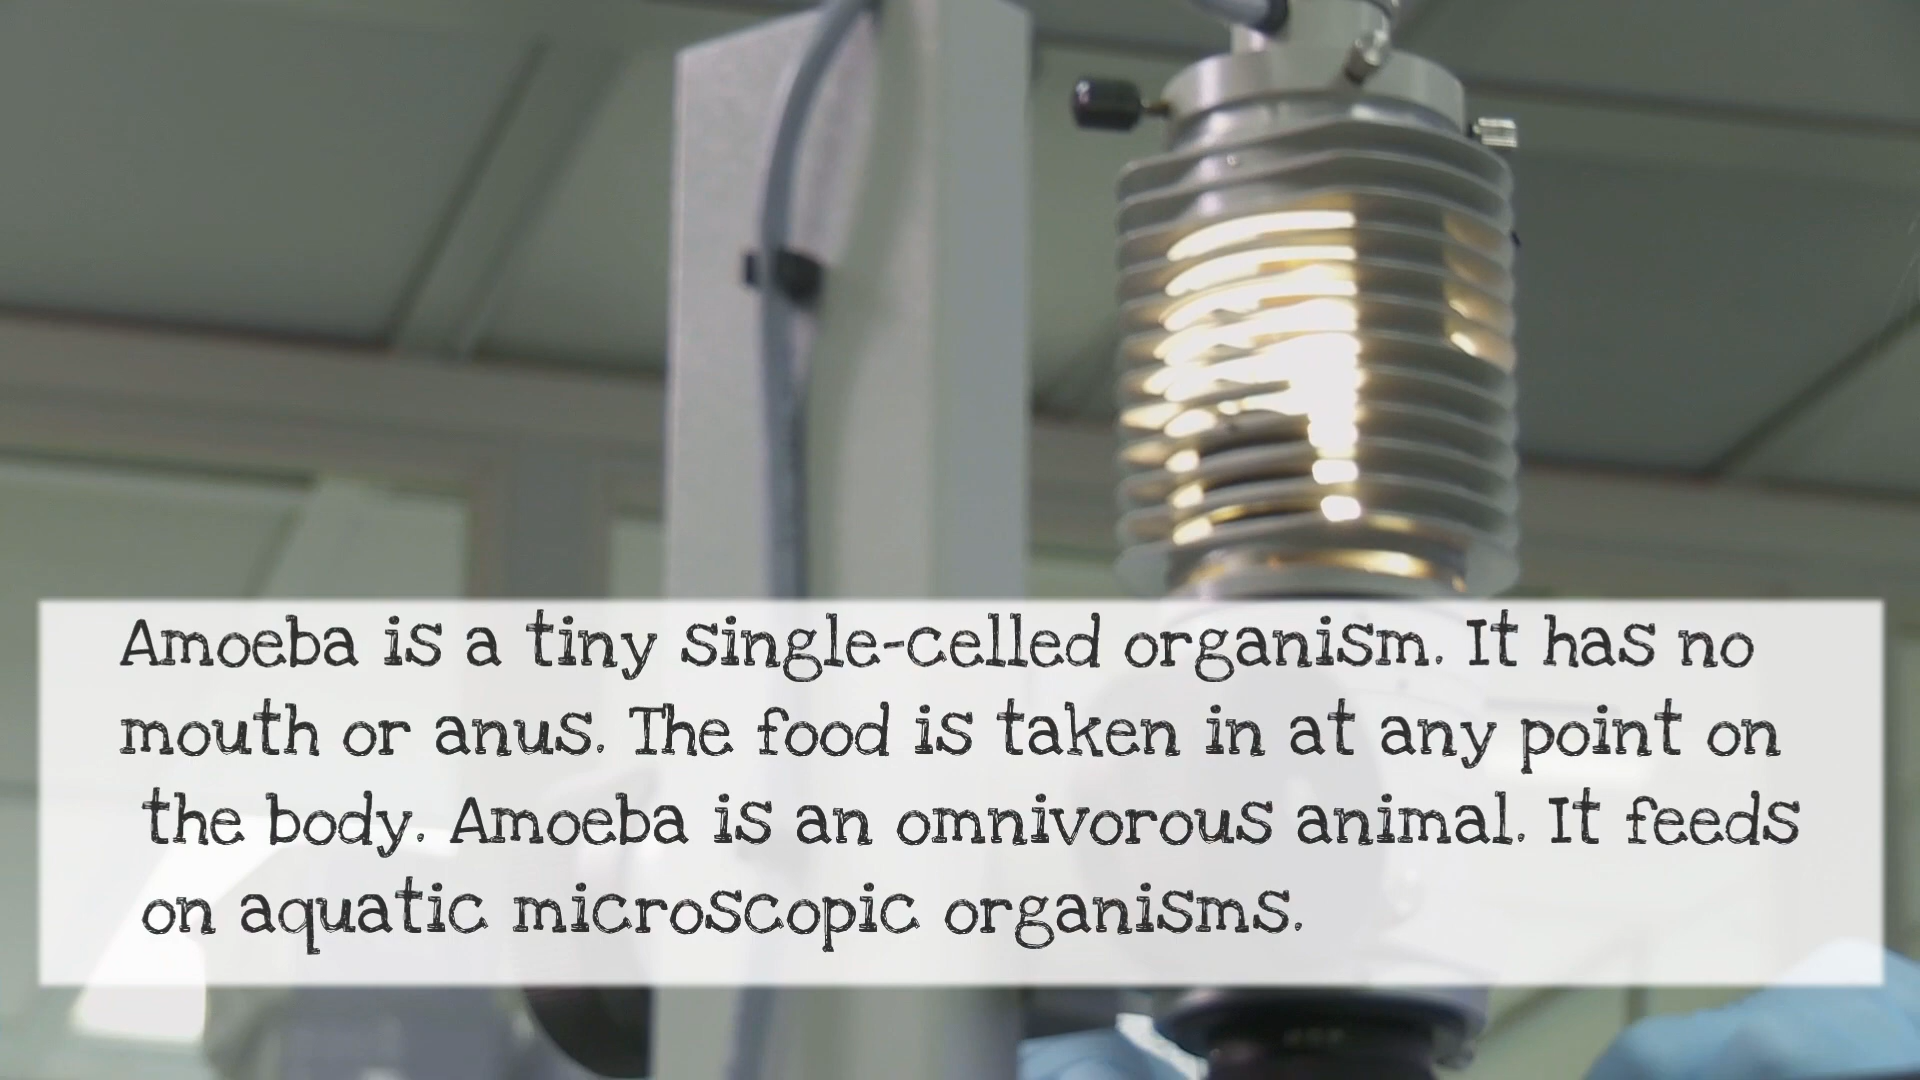 Amoeba is a tiny single-celled organism. It has no
mouth or anus. The food is taken in at any point on
the body. Amoeba is an omnivorous animal. It feeds
on aquatic microscopic organisms.